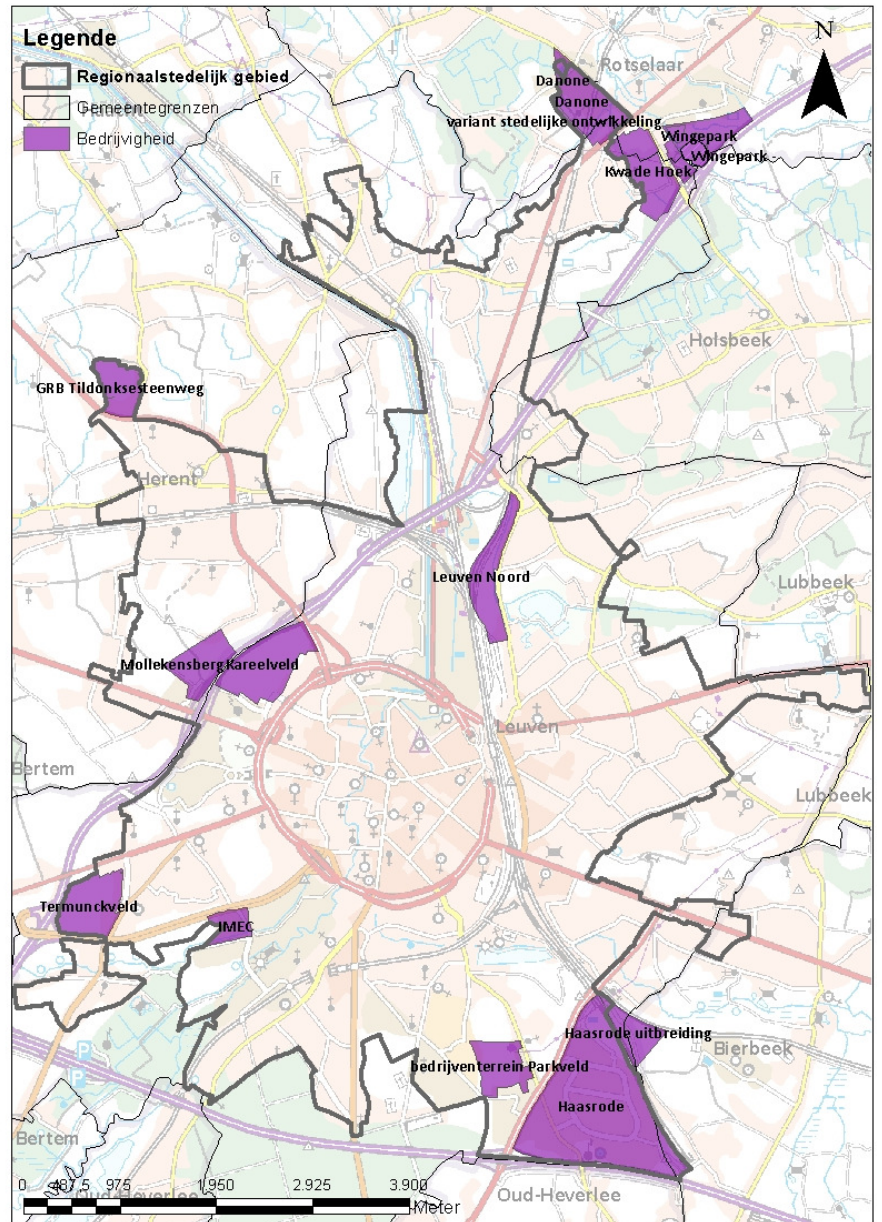 Legende
Regionaalstedelijk gebied
Gemeentegrenzen
Bedrijvigheid
N
Rotselaar
Danone -
Danone
variant stedelijke ontwikkeling
Wingepark
Wingepark
Kwade Hoek
Holsbeek
GRB Tildonksesteenweg
Herent
Leuven Noord
Lubbeek
Mollekensberg
Kareelveld
Leuven
Bertem
Lubbeek
Termunckveld
IMEC
Haasrode uitbreiding
Bierbeek
bedrijventerrein Parkveld
P
P
Haasrode
Bertem
Oud-Heverlee
Oud-Heverlee
0 487,5 975 1.950 2.925 3.900
Meter